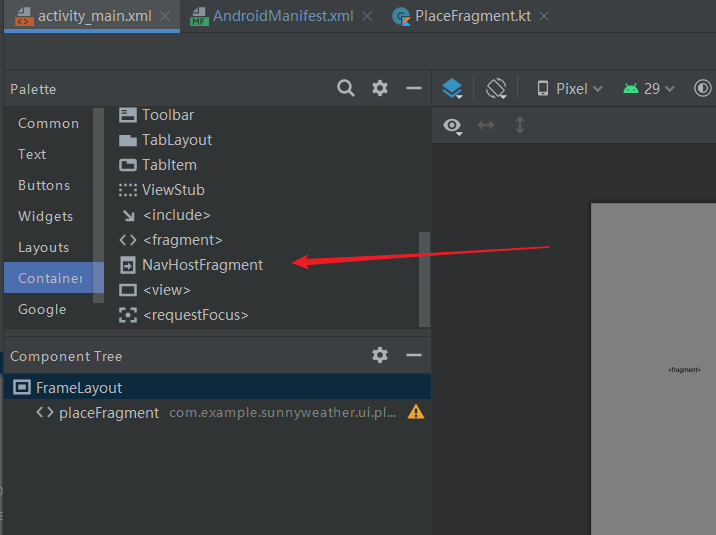 activity_main.xml AndroidManifest.xml PlaceFragment.kt
Palette
Pixel 29
Common
Text
Buttons
Widgets
Layouts
Container
Google
Toolbar
TabLayout
TabItem
ViewStub
<include>
<fragment>
NavHostFragment
<view>
<requestFocus>
Component Tree
FrameLayout
placeFragment com.example.sunnyweather.ui.pl...
<fragment>